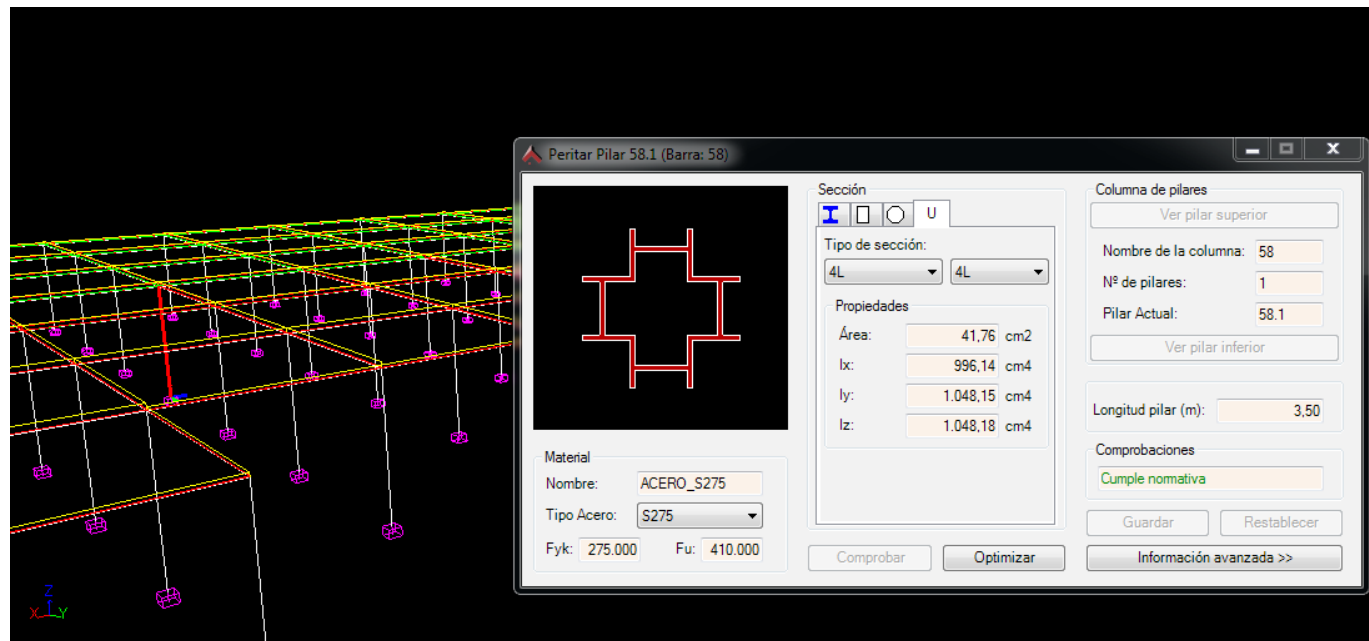 Peritar Pilar 58.1 (Barra: 58)
Sección
U
Tipo de sección:
4L 4L
Propiedades
Área: 41,76 cm2
Ix: 996,14 cm4
Iy: 1.048,15 cm4
Iz: 1.048,18 cm4
Comprobar Optimizar
Material
Nombre: ACERO_S275
Tipo Acero: S275
Fyk: 275.000 Fu: 410.000
Columna de pilares
Ver pilar superior
Nombre de la columna: 58
Nº de pilares: 1
Pilar Actual: 58.1
Ver pilar inferior
Longitud pilar (m): 3,50
Comprobaciones
Cumple normativa
Guardar Restablecer
Información avanzada >>
Z
X Y